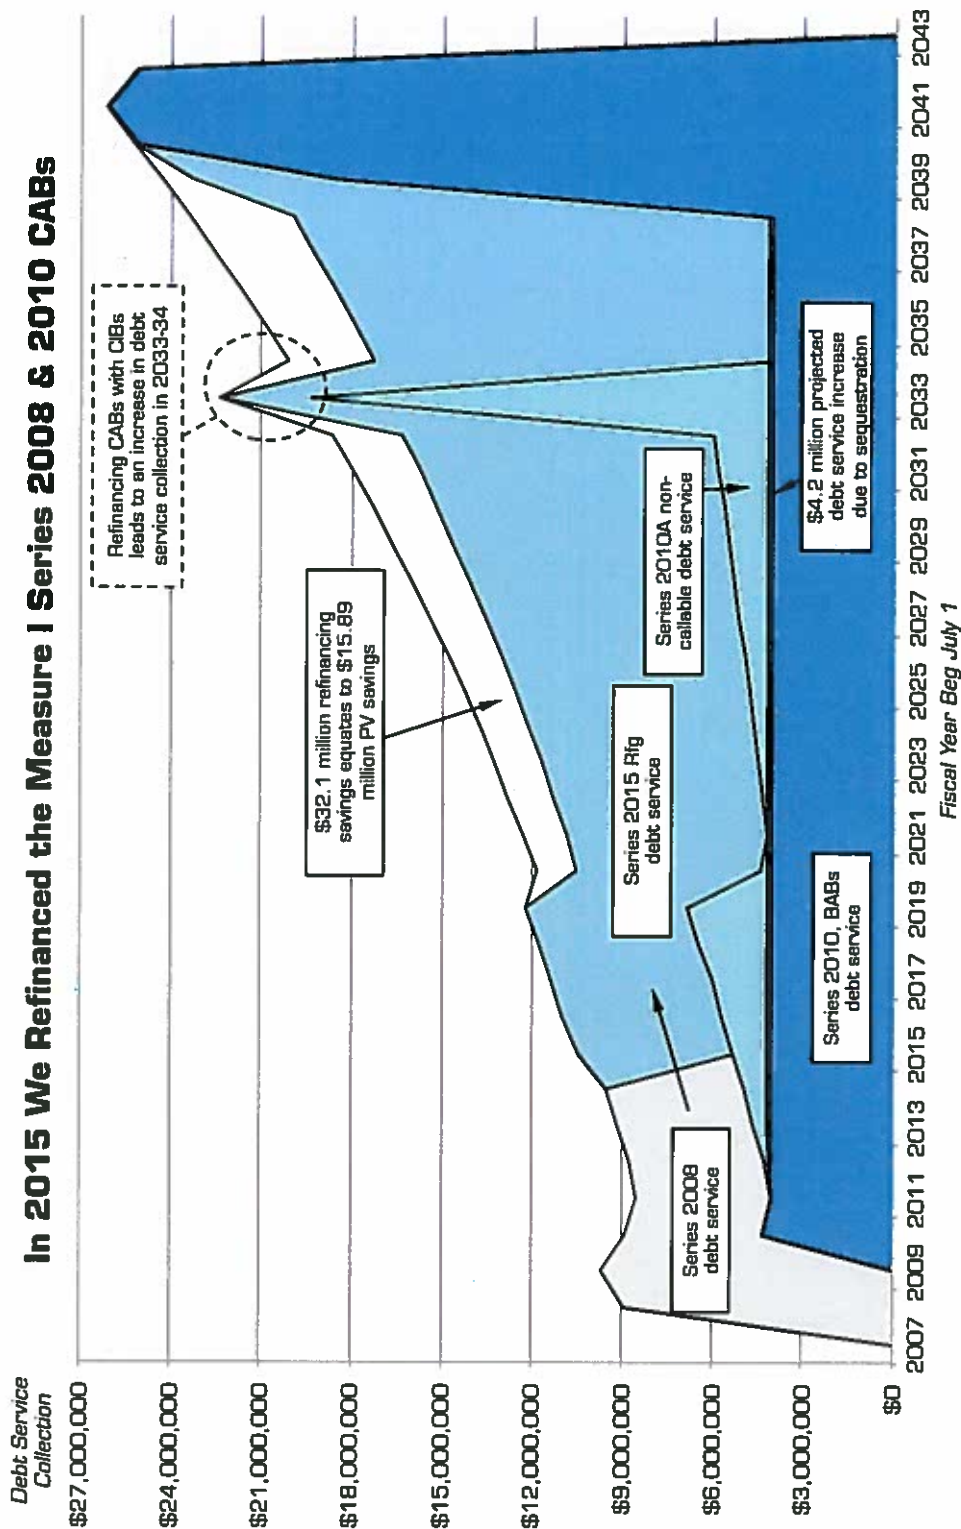 In 2015 We Refinanced the Measure I Series 2008 & 2010 CABs
Debt Service
Collection
$27,000,000
$24,000,000
$21,000,000
$18,000,000
$15,000,000
$12,000,000
$9,000,000
$6,000,000
$3,000,000
$0
Refinancing CABs with CIBs
leads to an increase in debt
service collection in 2033-34
$32.1 million refinancing
savings equates to $15.89
million PV savings
Series 2008
debt service
Series 2015 Rfg
debt service
Series 2010A non-
callable debt service
Series 2010, BABs
debt service
$4.2 million projected
debt service increase
due to sequestration
2007 2009 2011 2013 2015 2017 2019 2021 2023 2025 2027 2029 2031 2033 2035 2037 2039 2041 2043
Fiscal Year Beg July 1